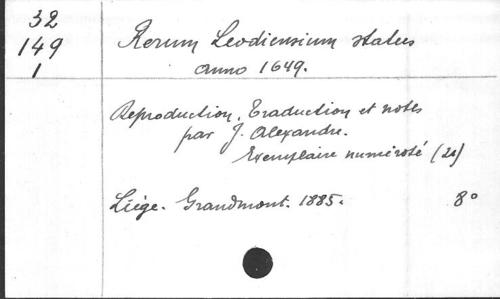 32
149
1
Rerum Leodiensium status
anno 1649.
Reproduction, Traduction et notes
par J. Alexandre.
Exemplaire numéroté (21)
Liége. Grandmont. 1885. 8°